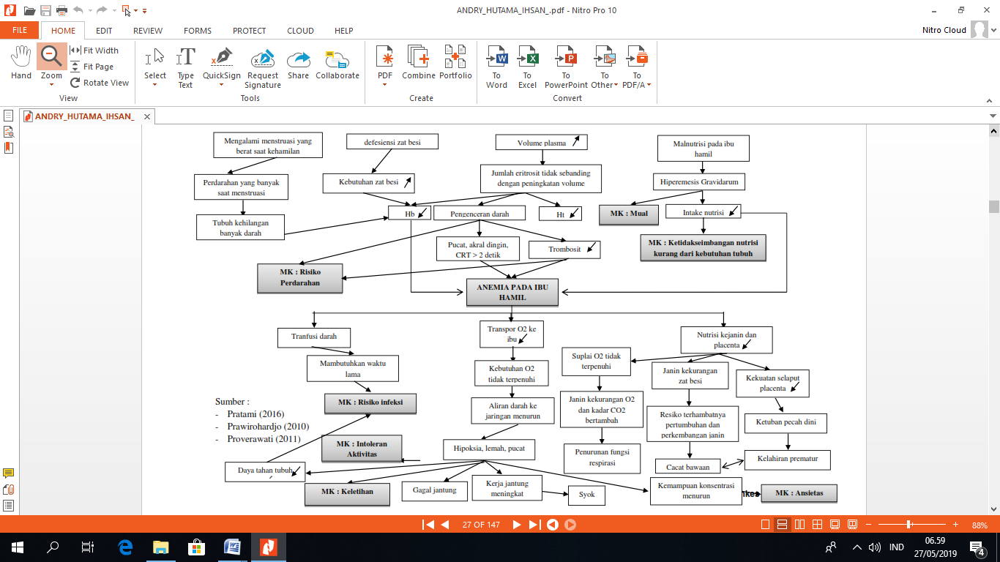 ANDRY_HUTAMA_IHSAN_.pdf - Nitro Pro 10
FILE
HOME
EDIT
REVIEW
FORMS
PROTECT
CLOUD
HELP
Nitro Cloud
Hand
Zoom
Fit Width
Fit Page
Rotate View
View
Select
Type
Text
QuickSign
Request
Signature
Share
Collaborate
Tools
PDF
Combine
Portfolio
Create
To
Word
To
Excel
To
PowerPoint
To
Other
To
PDF/A
Convert
ANDRY_HUTAMA_IHSAN_
Mengalami menstruasi yang
berat saat kehamilan
defesiensi zat besi
Volume plasma
Malnutrisi pada ibu
hamil
Perdarahan yang banyak
saat menstruasi
Kebutuhan zat besi
Jumlah eritrosit tidak sebanding
dengan peningkatan volume
Hiperemesis Gravidarum
Tubuh kehilangan
banyak darah
Hb
Pengenceran darah
Ht
MK : Mual
Intake nutrisi
Pucat, akral dingin,
CRT > 2 detik
Trombosit
MK : Ketidakseimbangan nutrisi
kurang dari kebutuhan tubuh
MK : Risiko
Perdarahan
ANEMIA PADA IBU
HAMIL
Tranfusi darah
Transpor O2 ke
ibu
Nutrisi kejanin dan
placenta
Mambutuhkan waktu
lama
Kebutuhan O2
tidak terpenuhi
Suplai O2 tidak
terpenuhi
Janin kekurangan
zat besi
Kekuatan selaput
placenta
MK : Risiko infeksi
Aliran darah ke
jaringan menurun
Janin kekurangan O2
dan kadar CO2
bertambah
Resiko terhambatnya
pertumbuhan dan
perkembangan janin
Ketuban pecah dini
Sumber :
- Pratami (2016)
- Prawirohardjo (2010)
- Proverawati (2011)
MK : Intoleran
Aktivitas
Hipoksia, lemah, pucat
Penurunan fungsi
respirasi
Cacat bawaan
Kelahiran prematur
Daya tahan tubuh
MK : Keletihan
Gagal jantung
Kerja jantung
meningkat
Syok
Kemampuan konsentrasi
menurun
MK : Ansietas
27 OF 147
88%
IND
06.59
27/05/2019
4